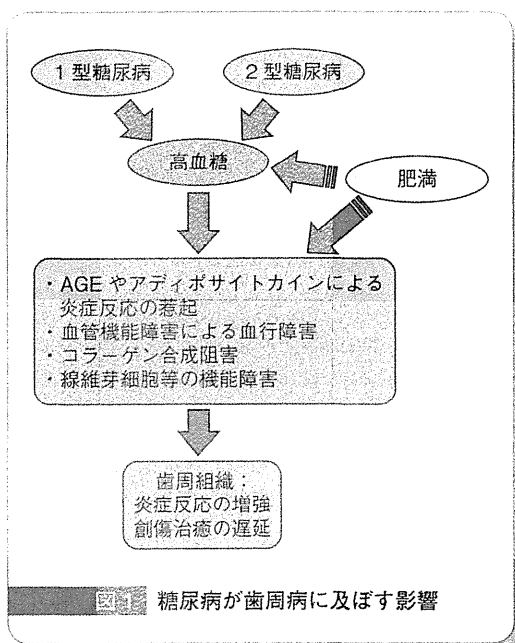 1型糖尿病
2型糖尿病
高血糖
肥満
・AGEやアディポサイトカインによる
炎症反応の惹起
・血管機能障害による血行障害
・コラーゲン合成阻害
・線維芽細胞等の機能障害
歯周組織：
炎症反応の増強
創傷治癒の遅延
図1 糖尿病が歯周病に及ぼす影響